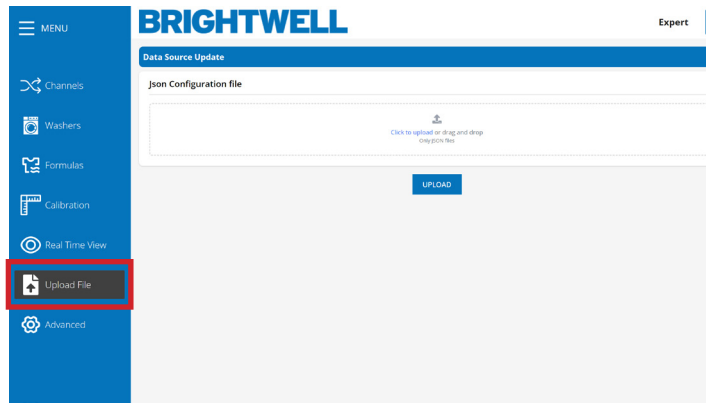 MENU
BRIGHTWELL
Expert
Data Source Update
Json Configuration file
Channels
Washers
Formulas
Calibration
Real Time View
Upload File
Advanced
Click to upload or drag and drop
Only JSON files
UPLOAD